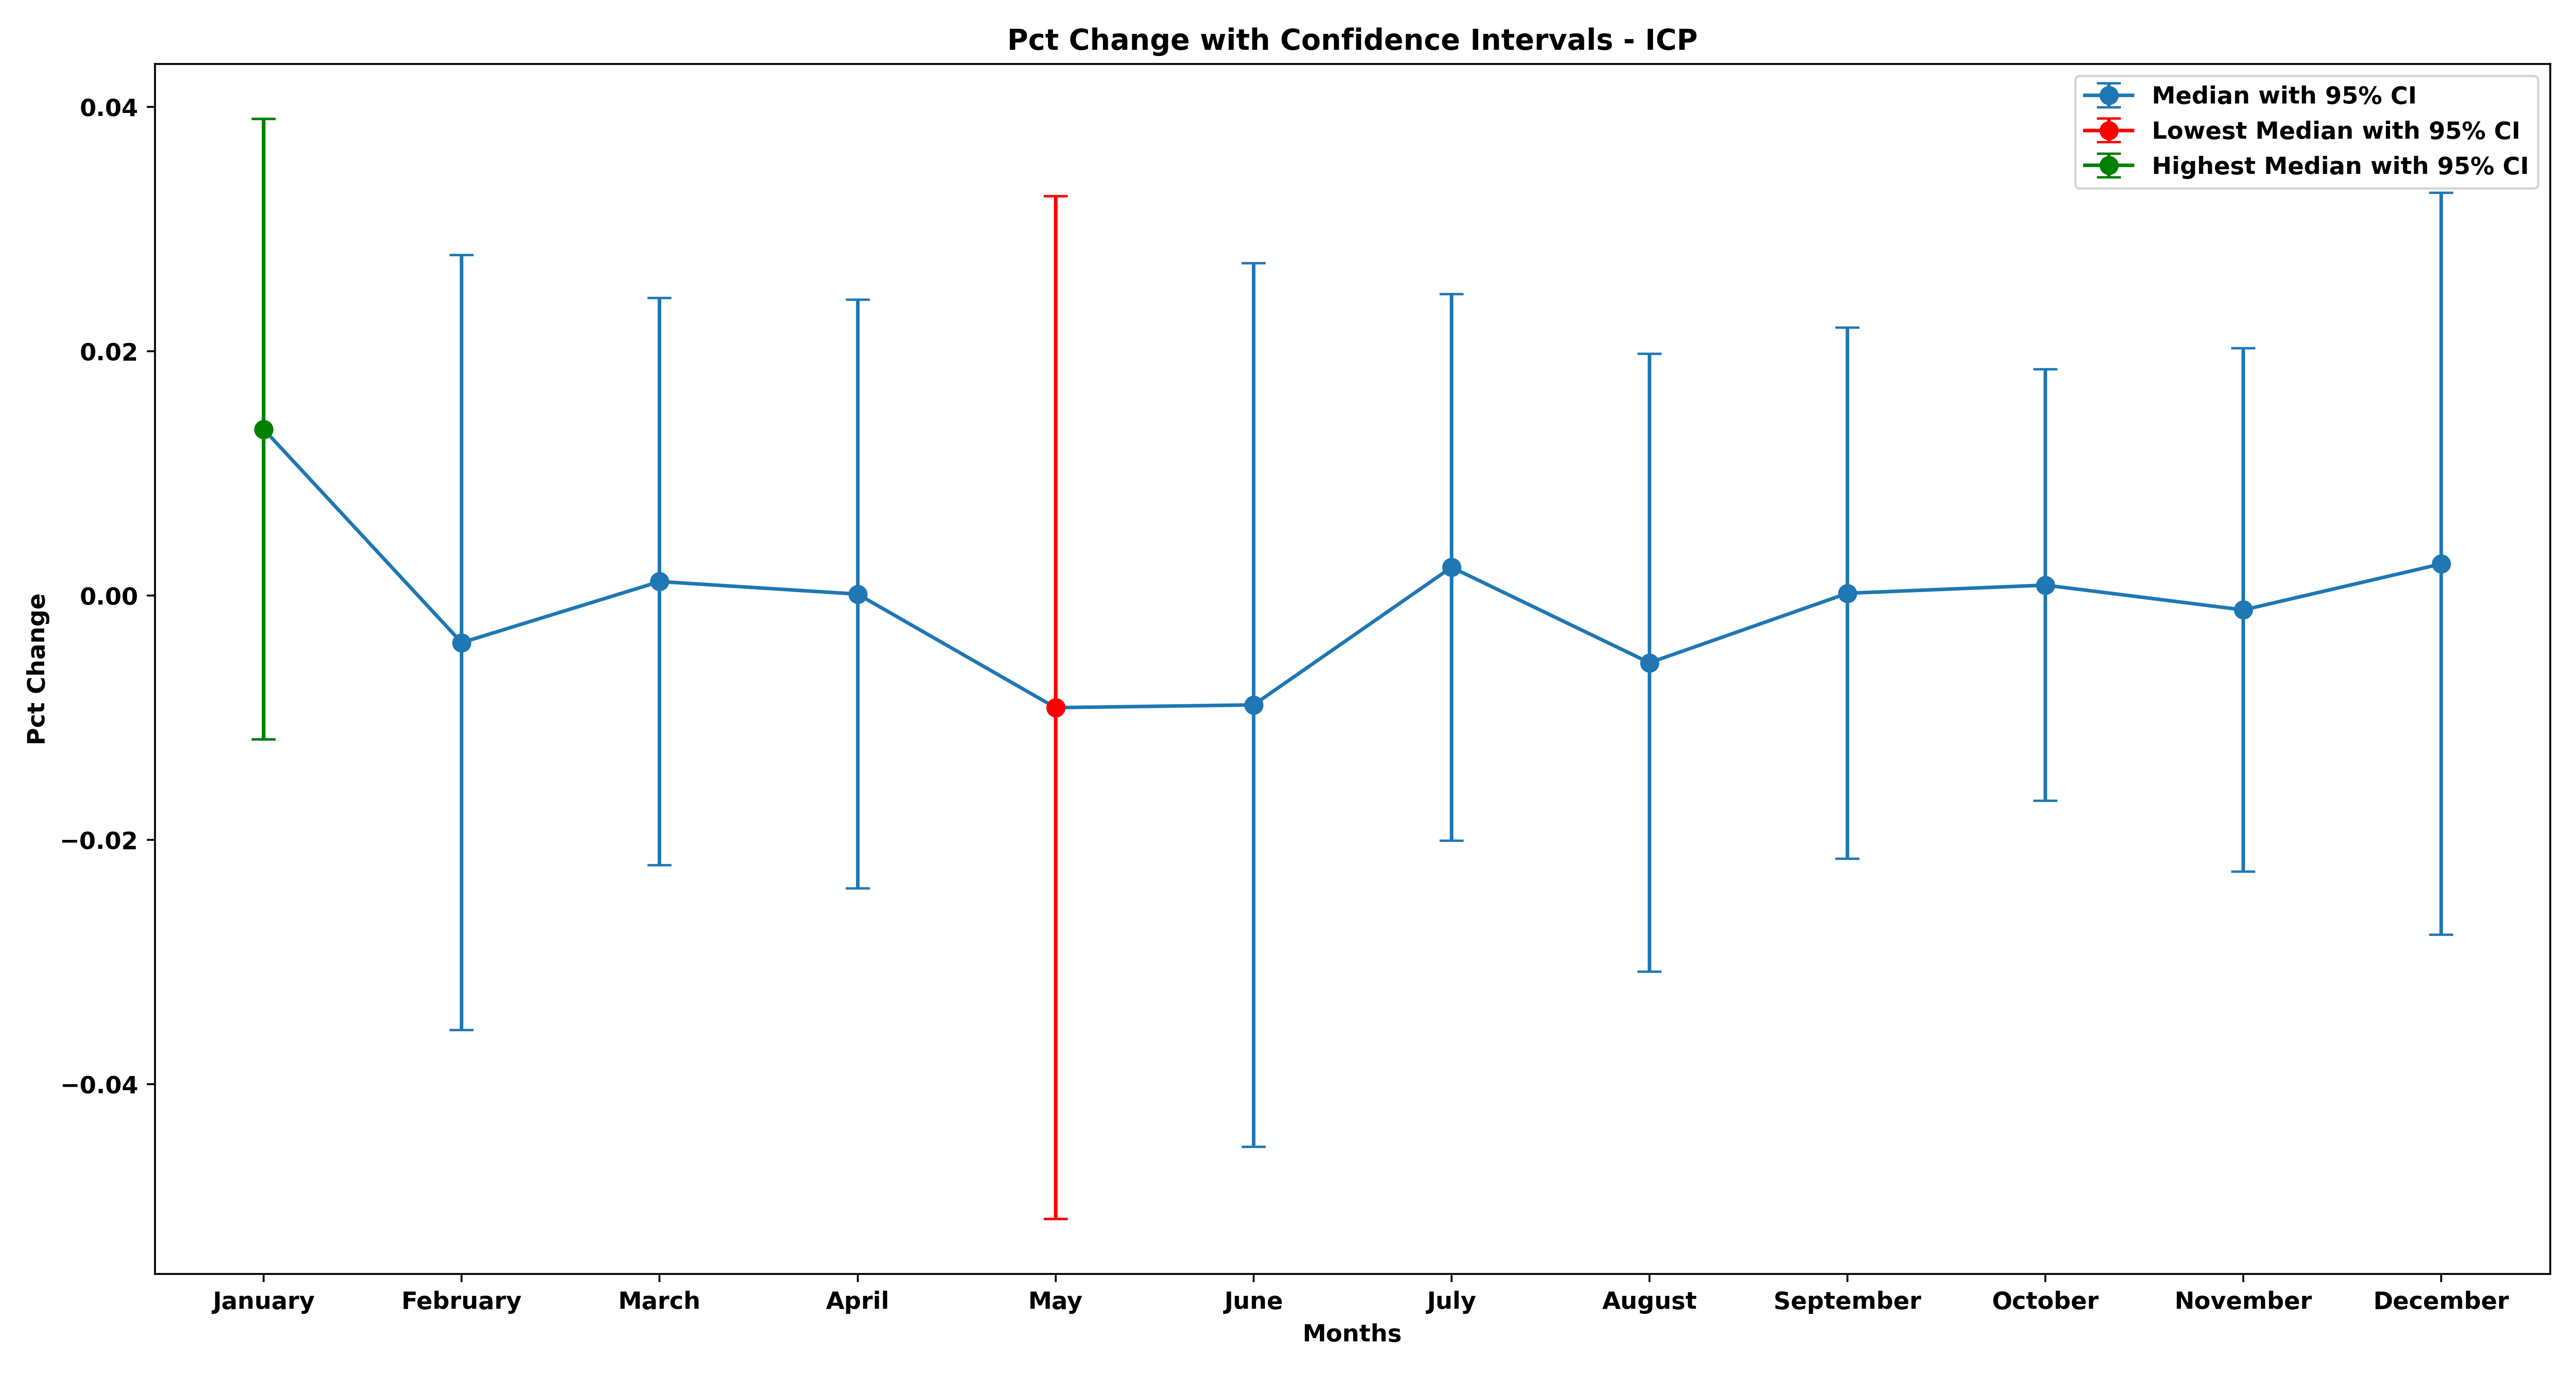 Pct Change with Confidence Intervals - ICP
Median with 95% CI
Lowest Median with 95% CI
Highest Median with 95% CI
0.04
0.02
0.00
−0.02
−0.04
Pct Change
January February March April May June July August September October November December
Months